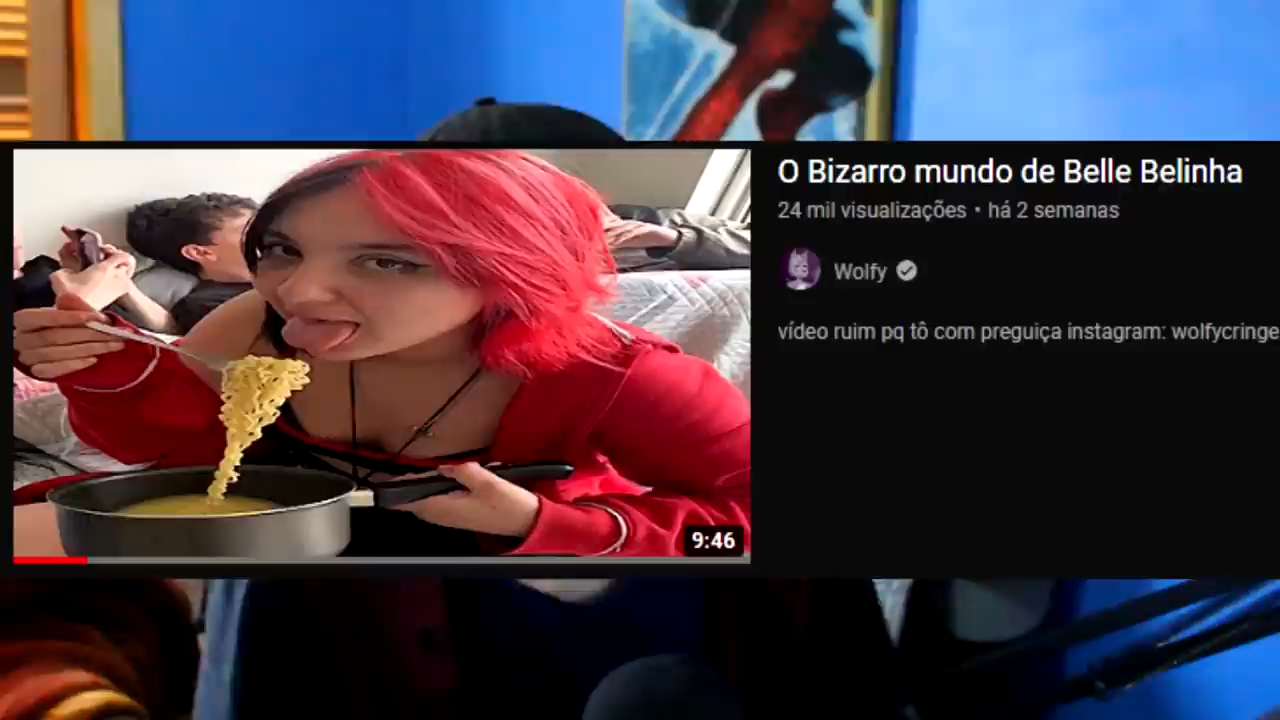 O Bizarro mundo de Belle Belinha
24 mil visualizações • há 2 semanas
Wolfy
vídeo ruim pq tô com preguiça instagram: wolfycringe
9:46